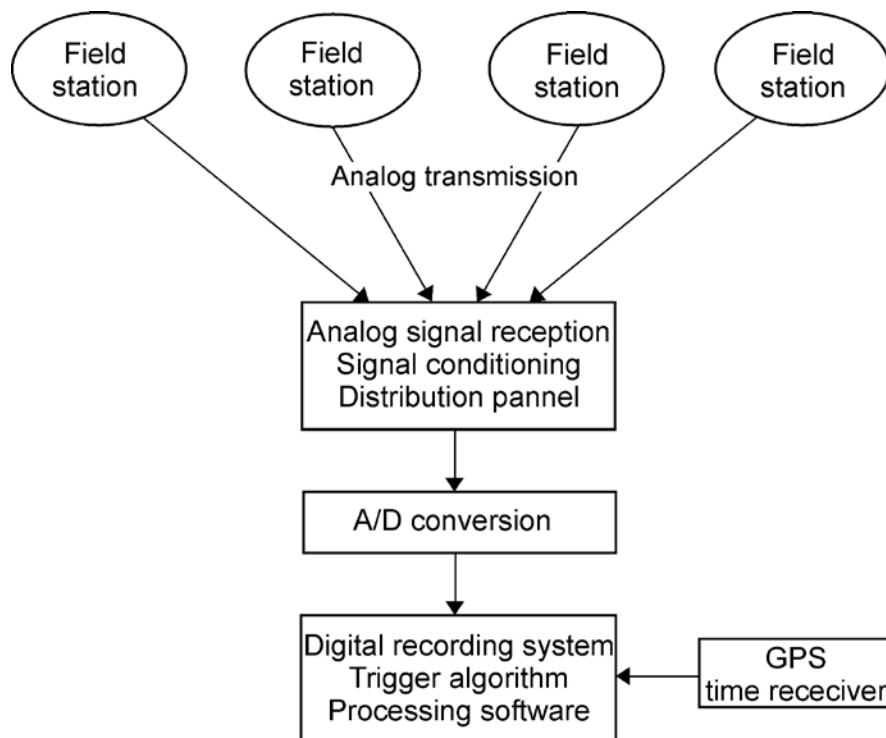 Field
station
Field
station
Field
station
Field
station
Analog transmission
Analog signal reception
Signal conditioning
Distribution pannel
A/D conversion
Digital recording system
Trigger algorithm
Processing software
GPS
time receciver